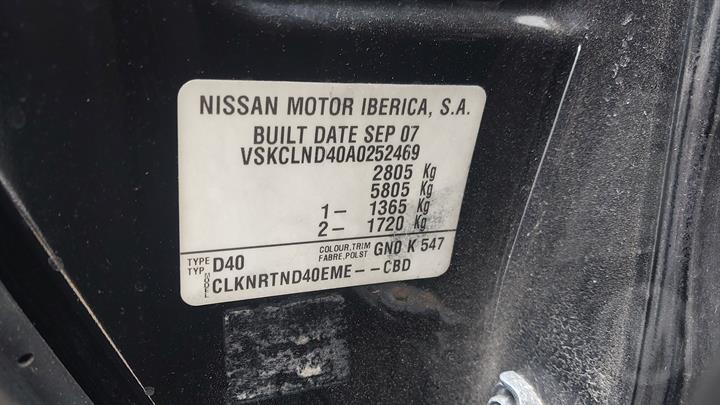 NISSAN MOTOR IBERICA, S.A.
BUILT DATE SEP 07
VSKCLND40A0252469
2805 Kg
5805 Kg
1- 1365 Kg
2- 1720 Kg
TYPE TYP. D40 COLOUR,TRIM FABRE,POLST GN0 K 547
MODEL CLKNRTND40EME--CBD